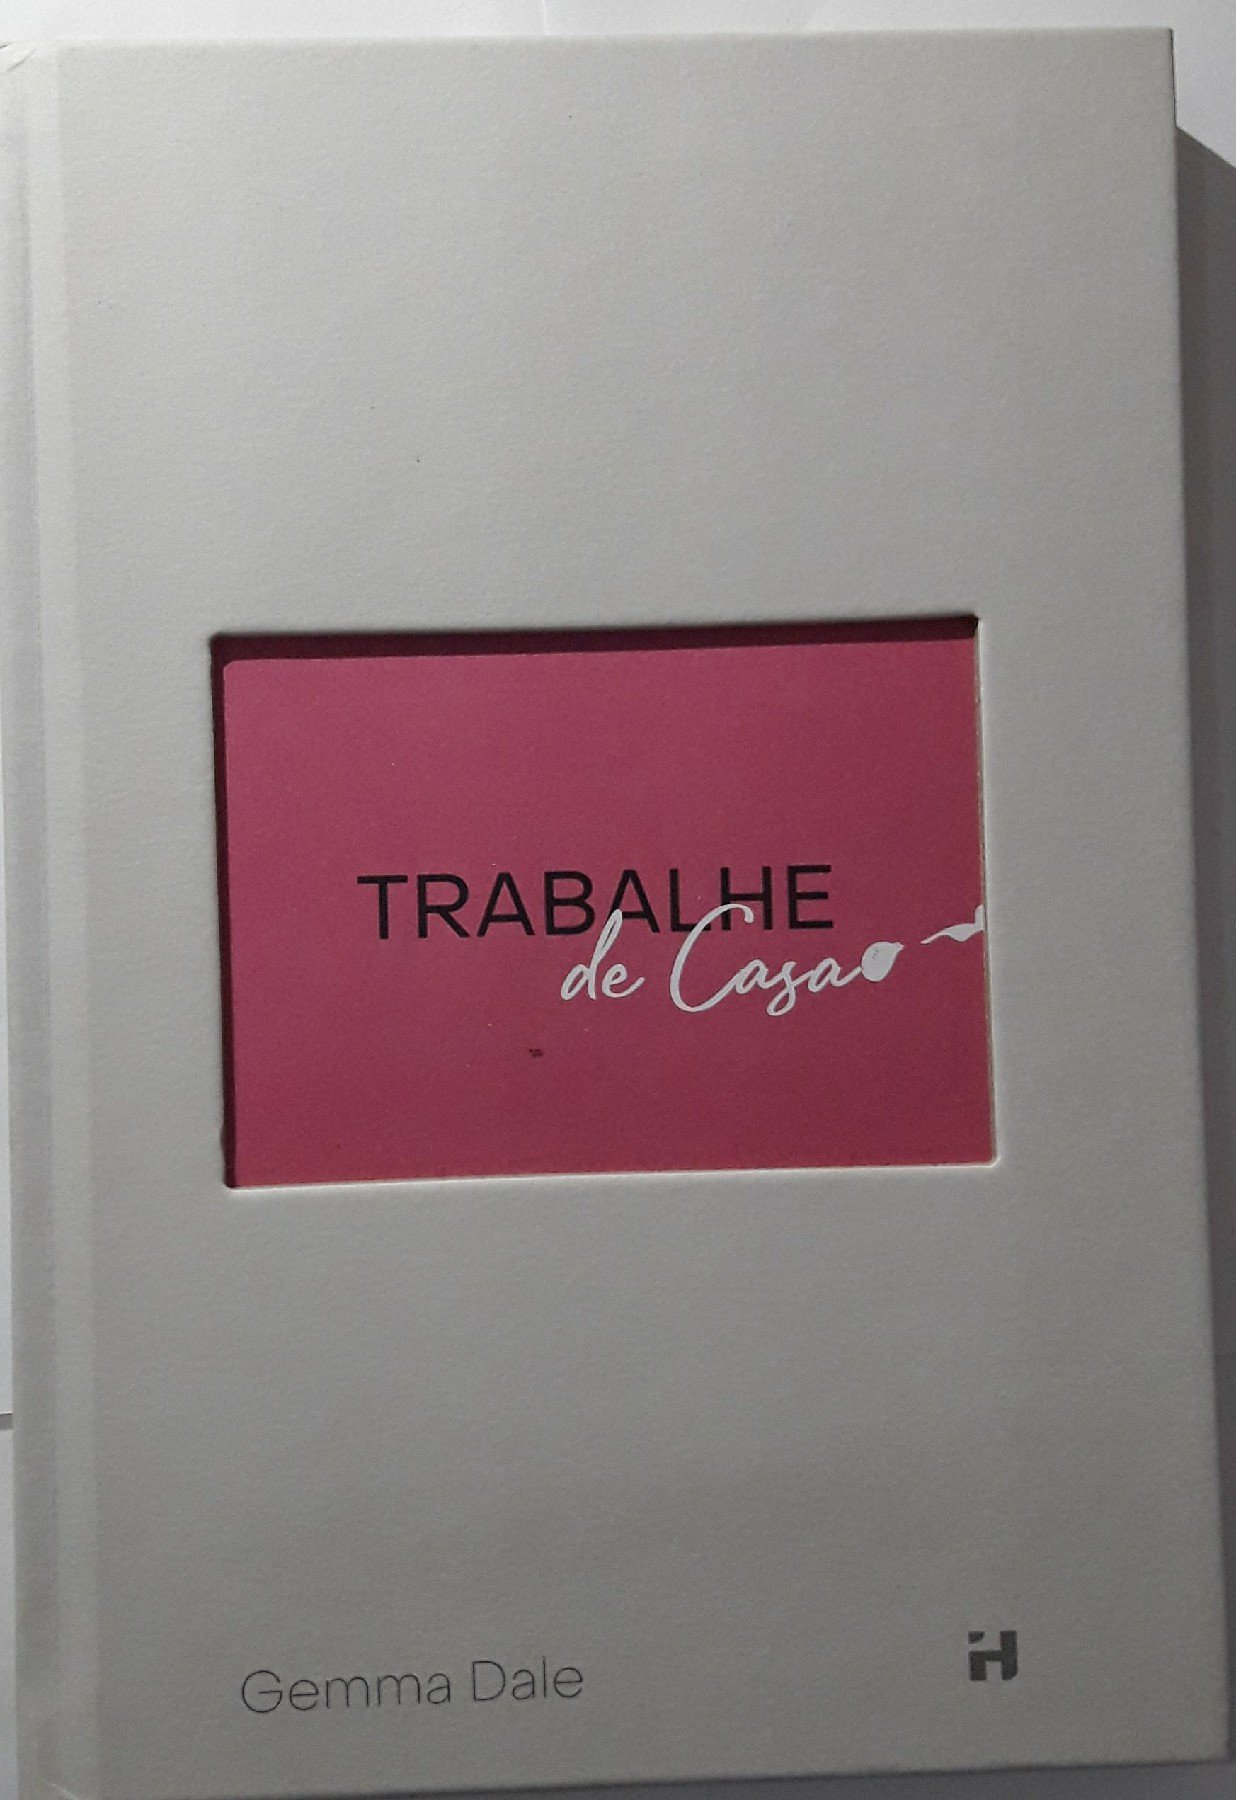 TRABALHE
de Casa
Gemma Dale
H